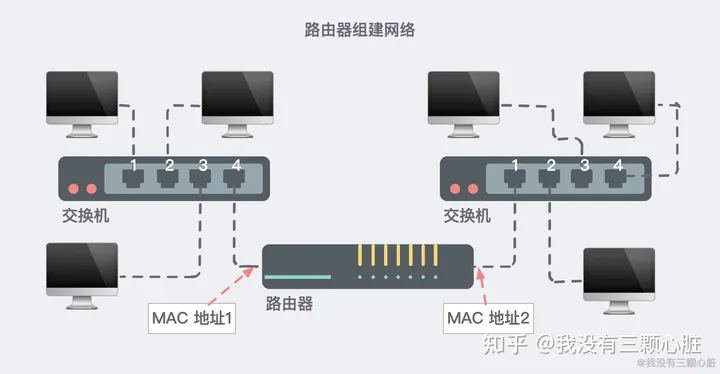 路由器组建网络
1 2 3 4
1 2 3 4
交换机
交换机
路由器
MAC 地址1
MAC 地址2
知乎 @我没有三颗心脏
@我没有三颗心脏